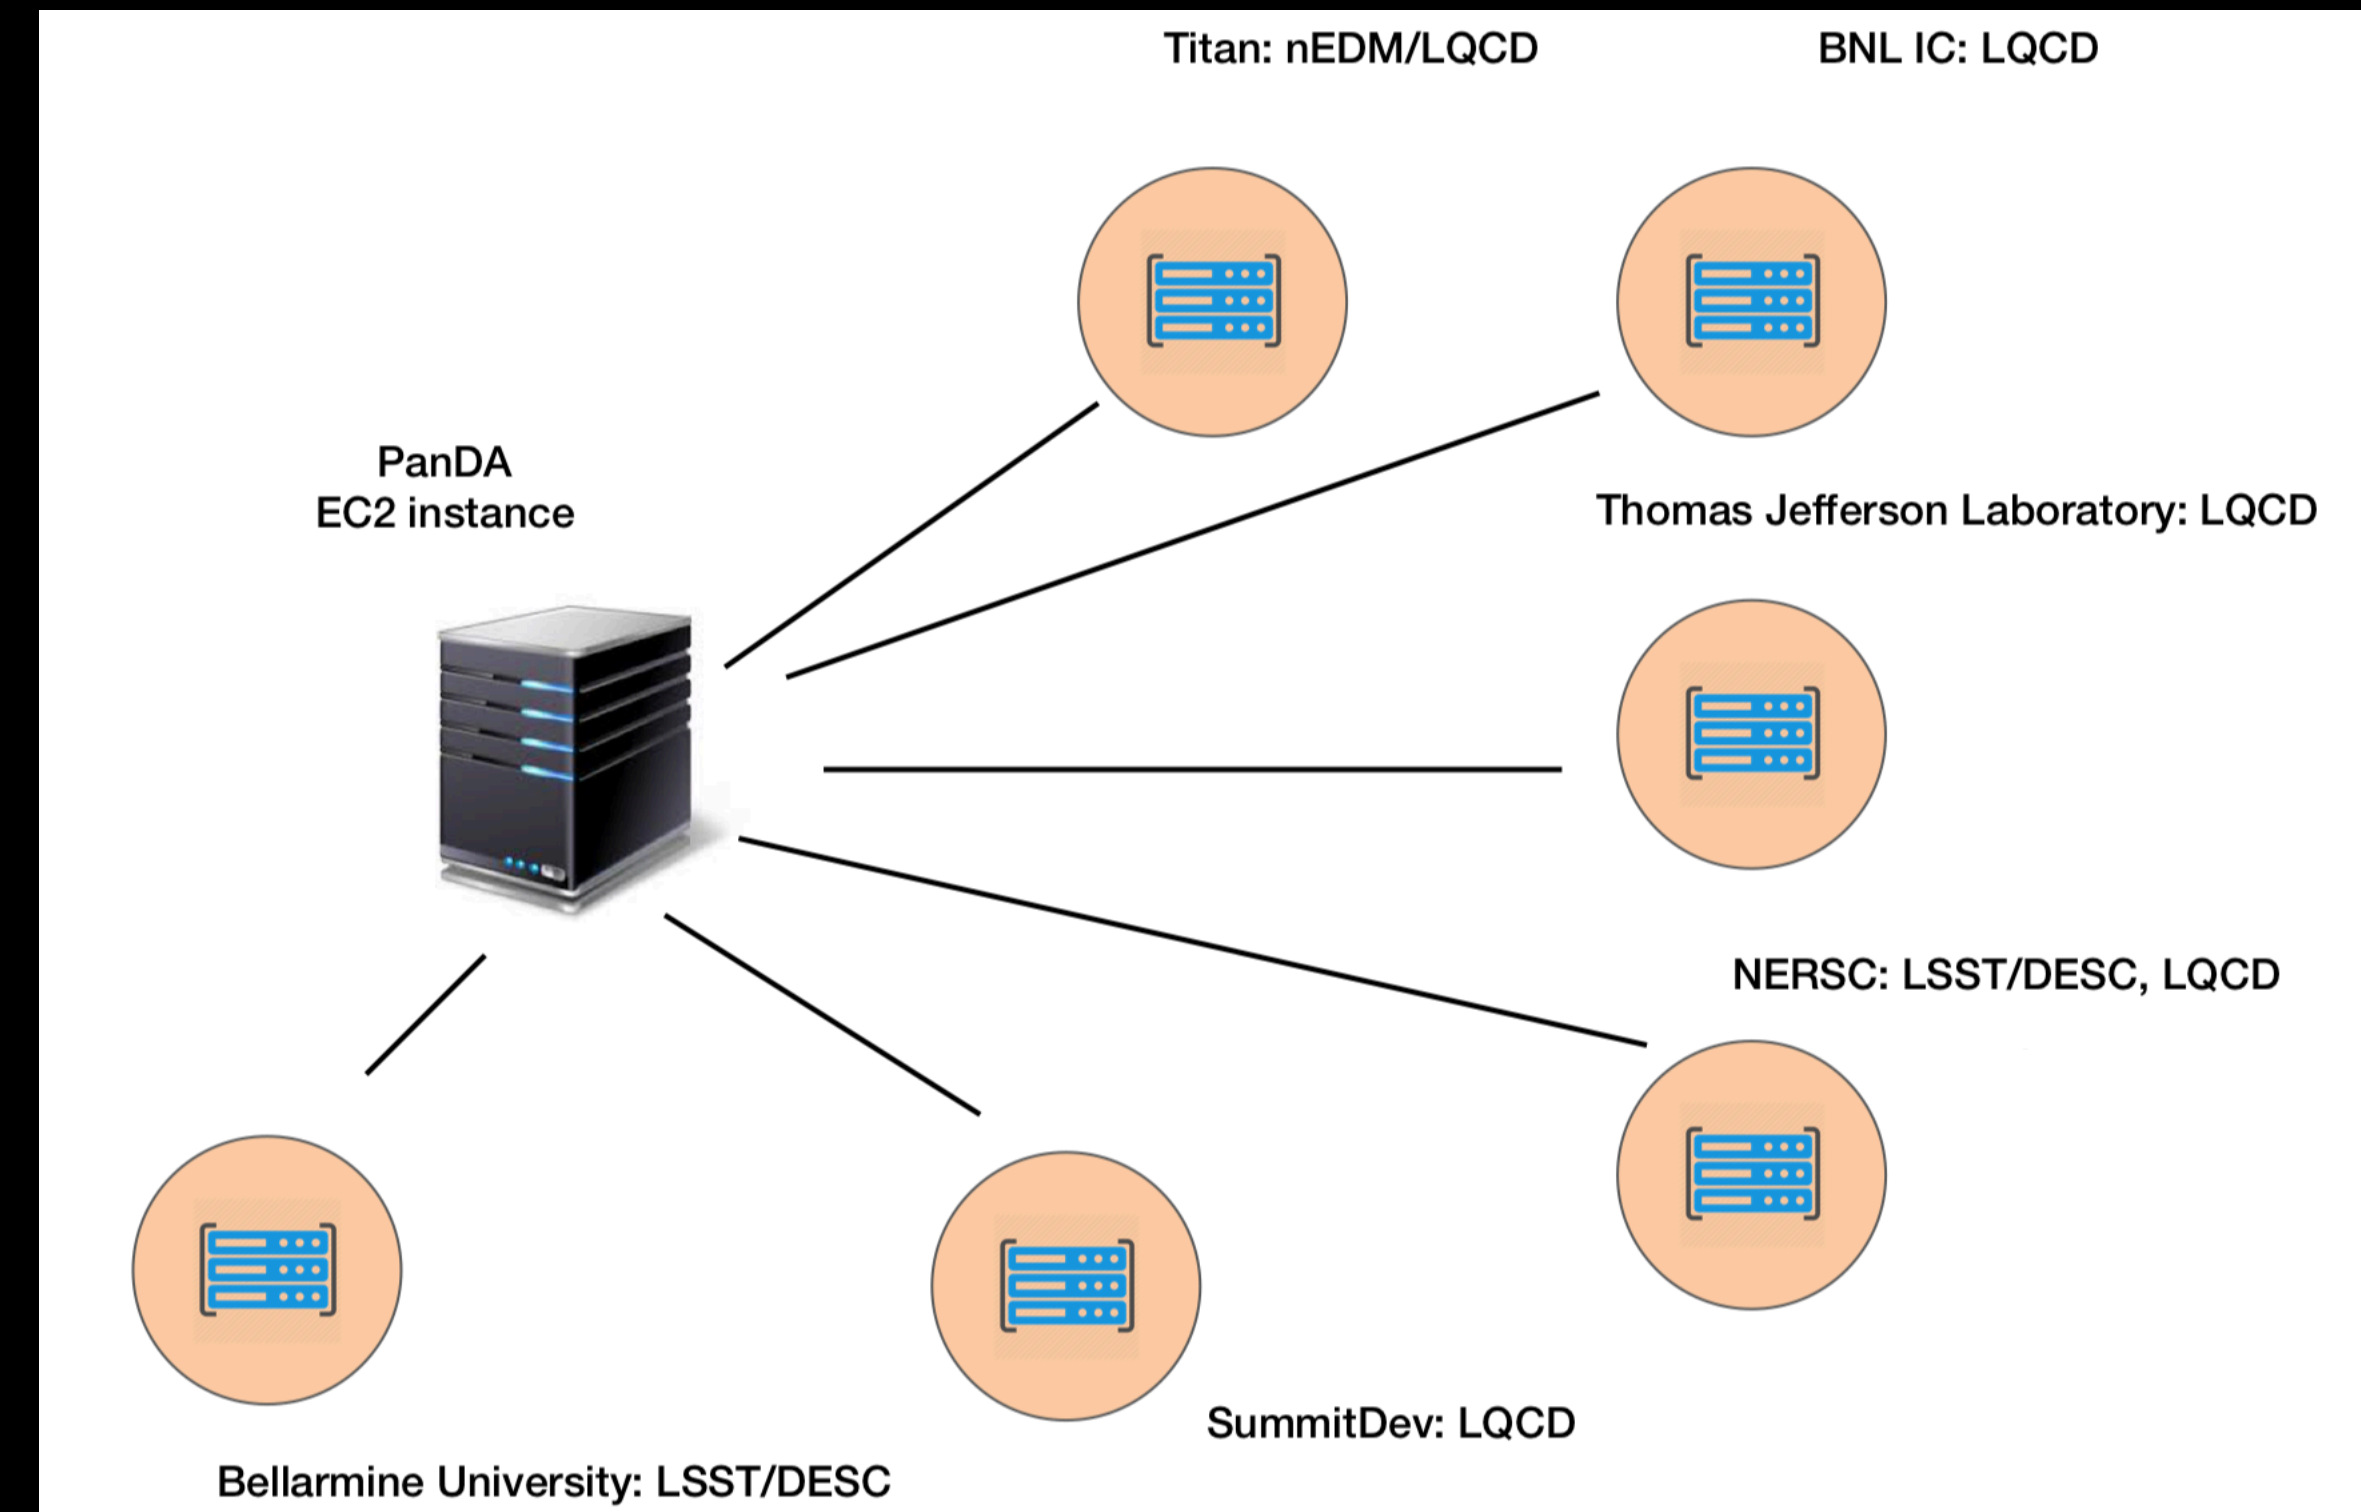 Titan: nEDM/LQCD
BNL IC: LQCD
PanDA
EC2 instance
Thomas Jefferson Laboratory: LQCD
NERSC: LSST/DESC, LQCD
SummitDev: LQCD
Bellarmine University: LSST/DESC